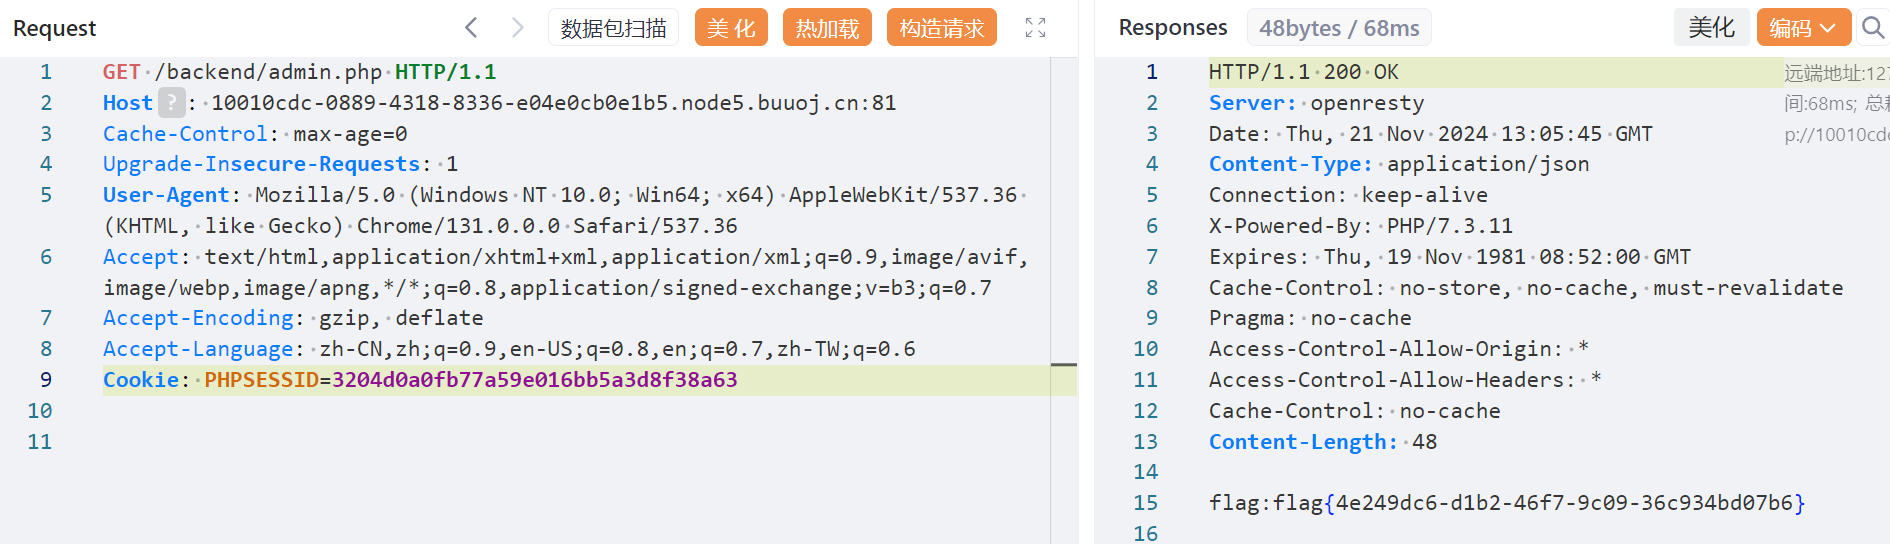 Request
数据包扫描
美 化
热加载
构造请求
1 GET /backend/admin.php HTTP/1.1
2 Host ? : 10010cdc-0889-4318-8336-e04e0cb0e1b5.node5.buuoj.cn:81
3 Cache-Control: max-age=0
4 Upgrade-Insecure-Requests: 1
5 User-Agent: Mozilla/5.0 (Windows NT 10.0; Win64; x64) AppleWebKit/537.36
(KHTML, like Gecko) Chrome/131.0.0.0 Safari/537.36
6 Accept: text/html,application/xhtml+xml,application/xml;q=0.9,image/avif,
image/webp,image/apng,*/*;q=0.8,application/signed-exchange;v=b3;q=0.7
7 Accept-Encoding: gzip, deflate
8 Accept-Language: zh-CN,zh;q=0.9,en-US;q=0.8,en;q=0.7,zh-TW;q=0.6
9 Cookie: PHPSESSID=3204d0a0fb77a59e016bb5a3d8f38a63
10
11
Responses
48bytes / 68ms
美化
编码
1 HTTP/1.1 200 OK
远端地址:127
2 Server: openresty
间:68ms; 总
3 Date: Thu, 21 Nov 2024 13:05:45 GMT
p://10010cdc
4 Content-Type: application/json
5 Connection: keep-alive
6 X-Powered-By: PHP/7.3.11
7 Expires: Thu, 19 Nov 1981 08:52:00 GMT
8 Cache-Control: no-store, no-cache, must-revalidate
9 Pragma: no-cache
10 Access-Control-Allow-Origin: *
11 Access-Control-Allow-Headers: *
12 Cache-Control: no-cache
13 Content-Length: 48
14
15 flag:flag{4e249dc6-d1b2-46f7-9c09-36c934bd07b6}
16